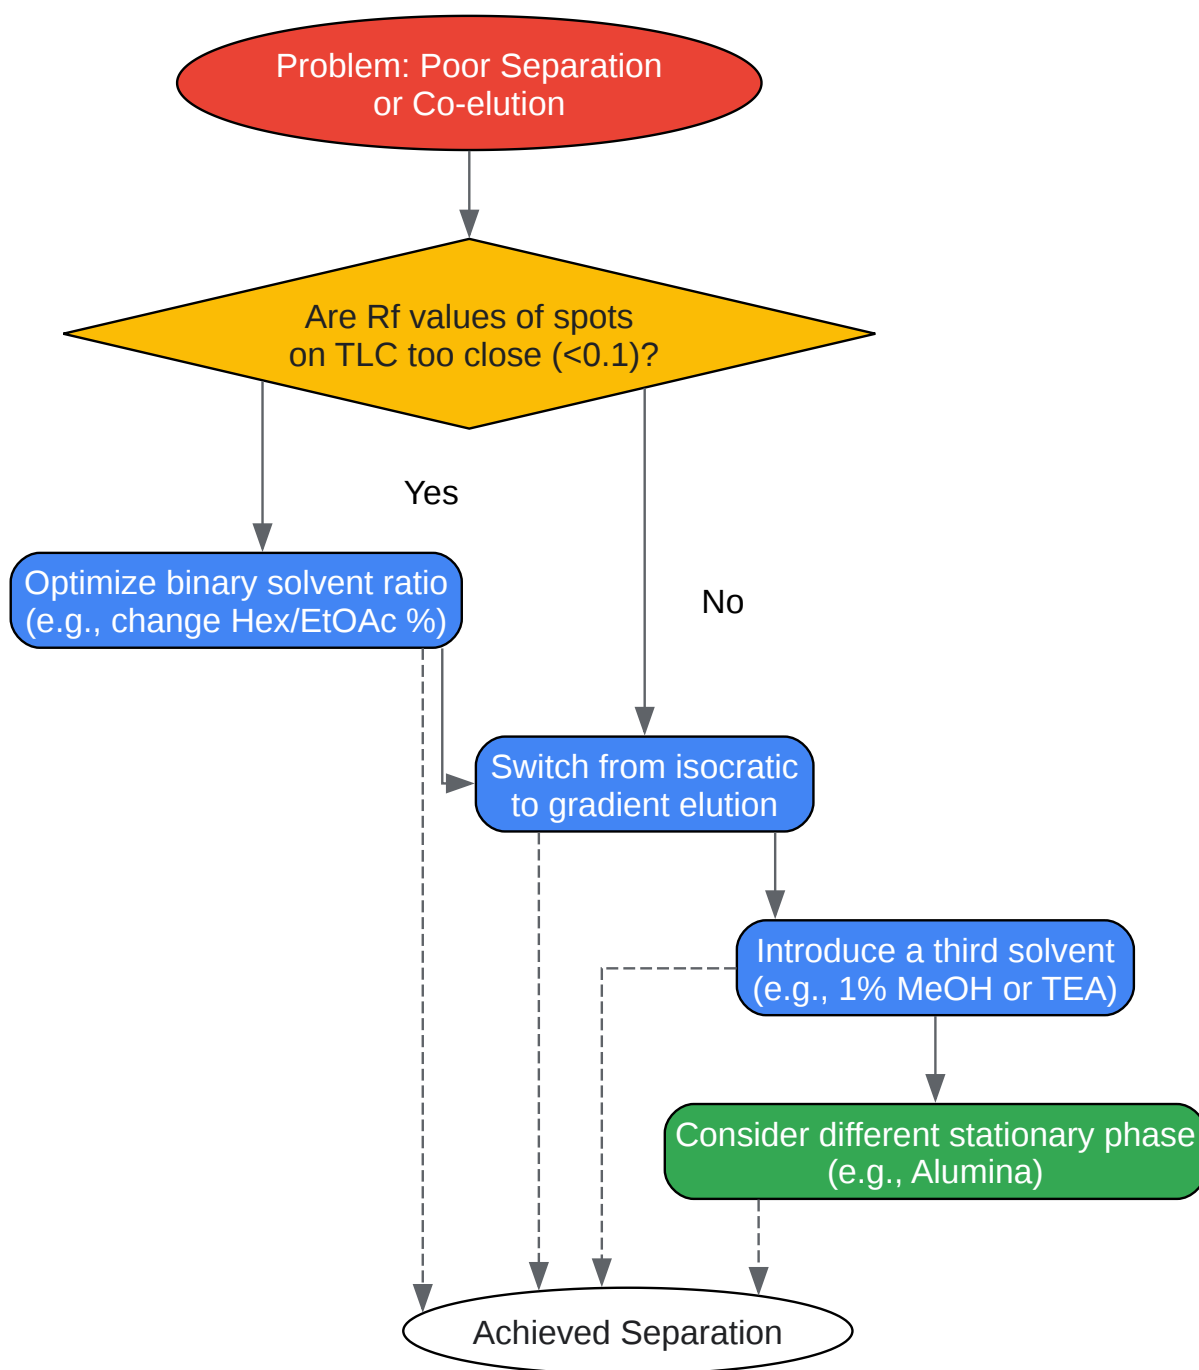 Problem: Poor Separation
or Co-elution
Are Rf values of spots
on TLC too close (<0.1)?
Yes
Optimize binary solvent ratio
(e.g., change Hex/EtOAc %)
No
Switch from isocratic
to gradient elution
Introduce a third solvent
(e.g., 1% MeOH or TEA)
Consider different stationary phase
(e.g., Alumina)
Achieved Separation